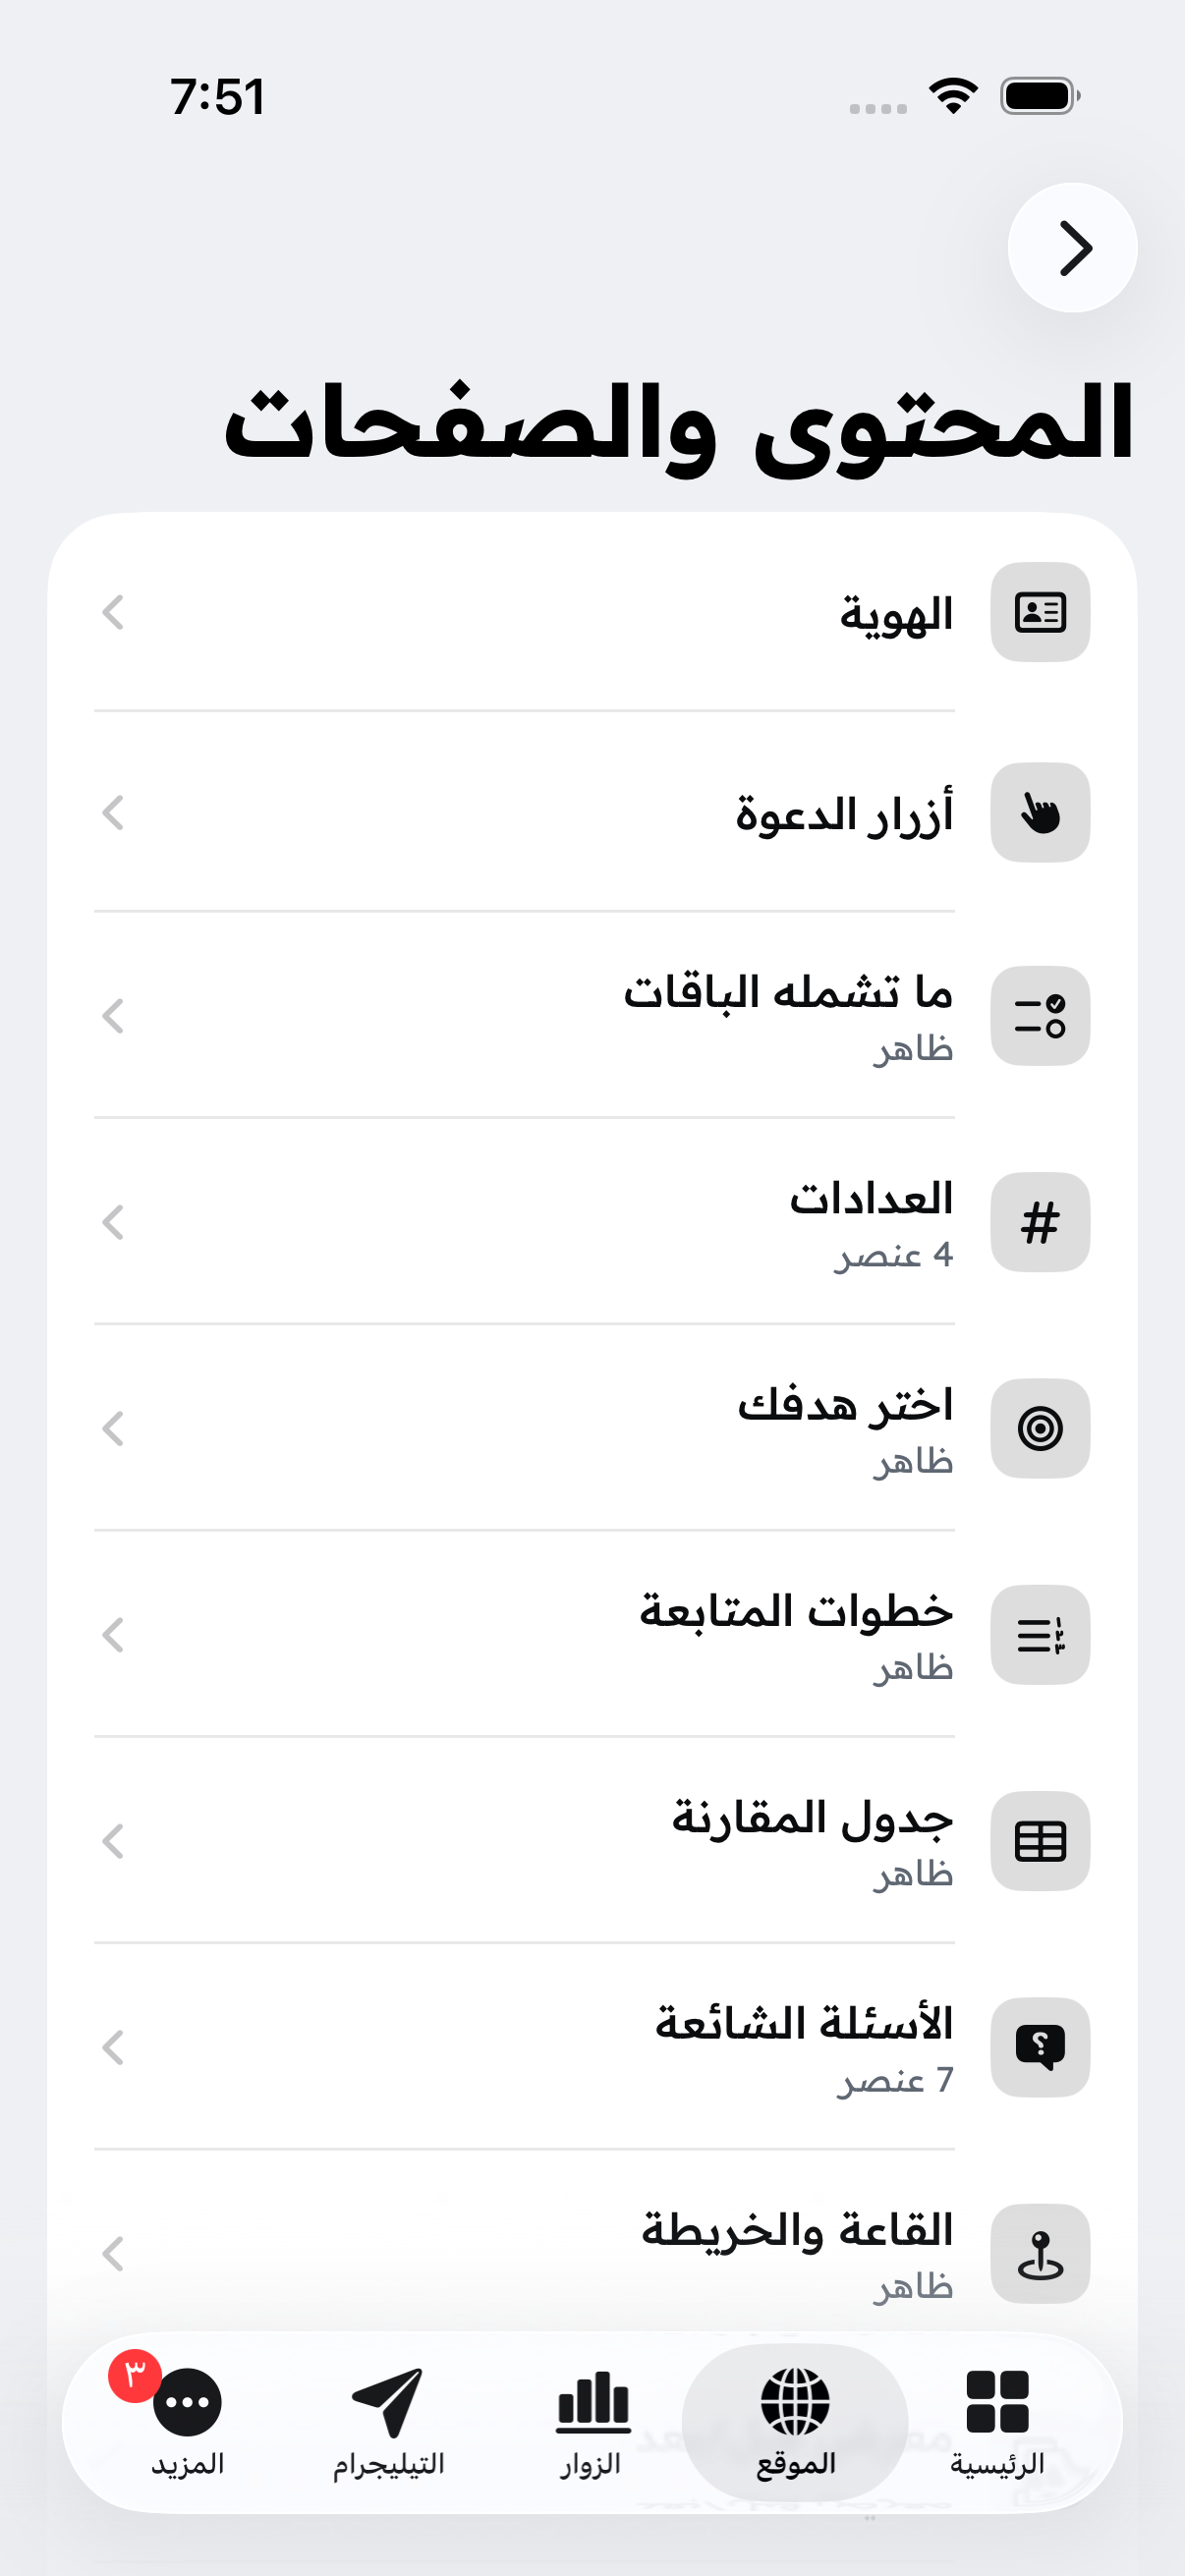 7:51
المحتوى والصفحات
الهوية
أزرار الدعوة
ما تشمله الباقات
ظاهر
العدادات
4 عنصر
اختر هدفك
ظاهر
خطوات المتابعة
ظاهر
جدول المقارنة
ظاهر
الأسئلة الشائعة
7 عنصر
القاعة والخريطة
ظاهر
الرئيسية
الموقع
الزوار
التيليجرام
المزيد
٣